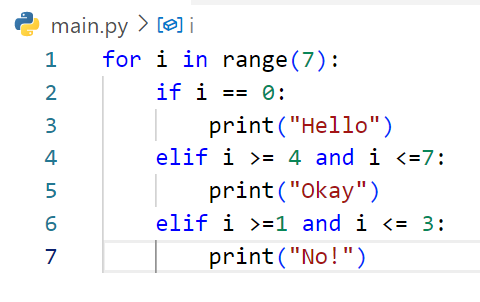 main.py > i
1 for i in range(7):
2     if i == 0:
3         print("Hello")
4     elif i >= 4 and i <=7:
5         print("Okay")
6     elif i >=1 and i <= 3:
7         print("No!")